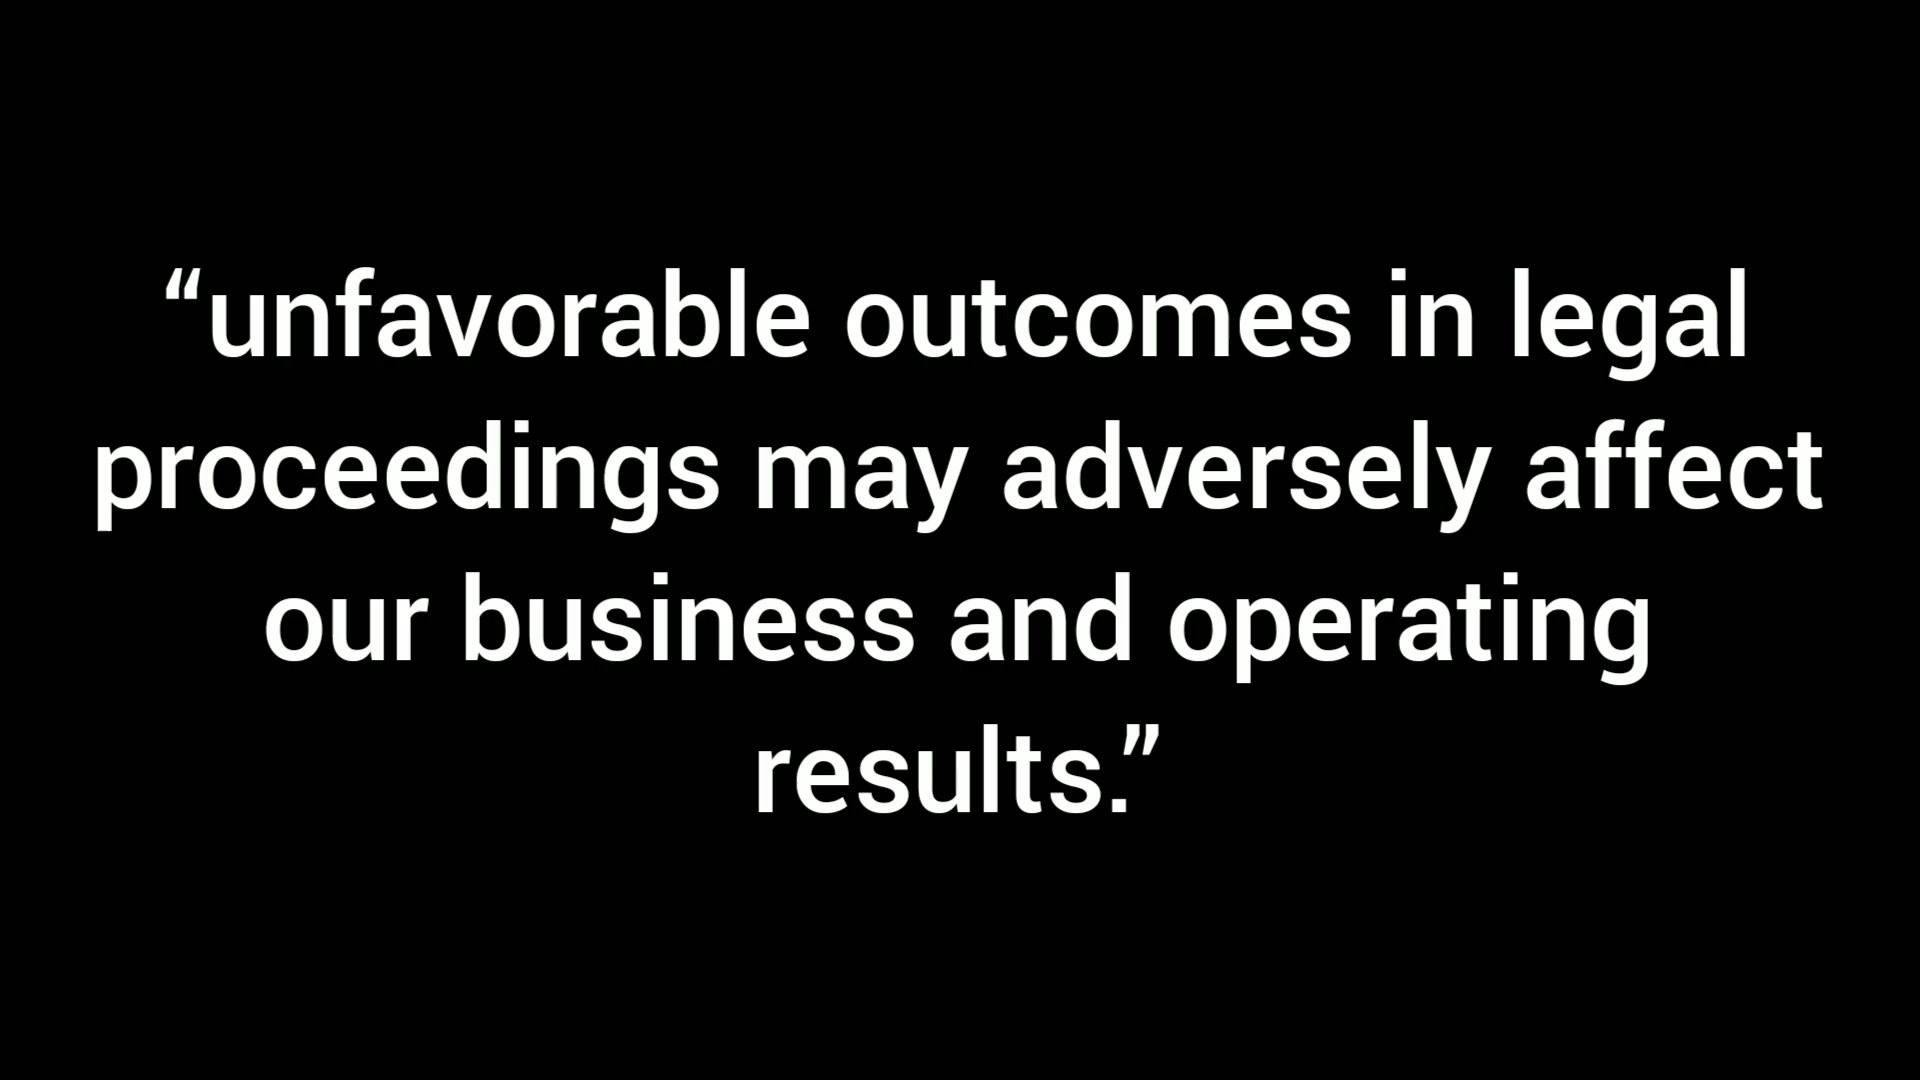 “unfavorable outcomes in legal
proceedings may adversely affect
our business and operating
results.”